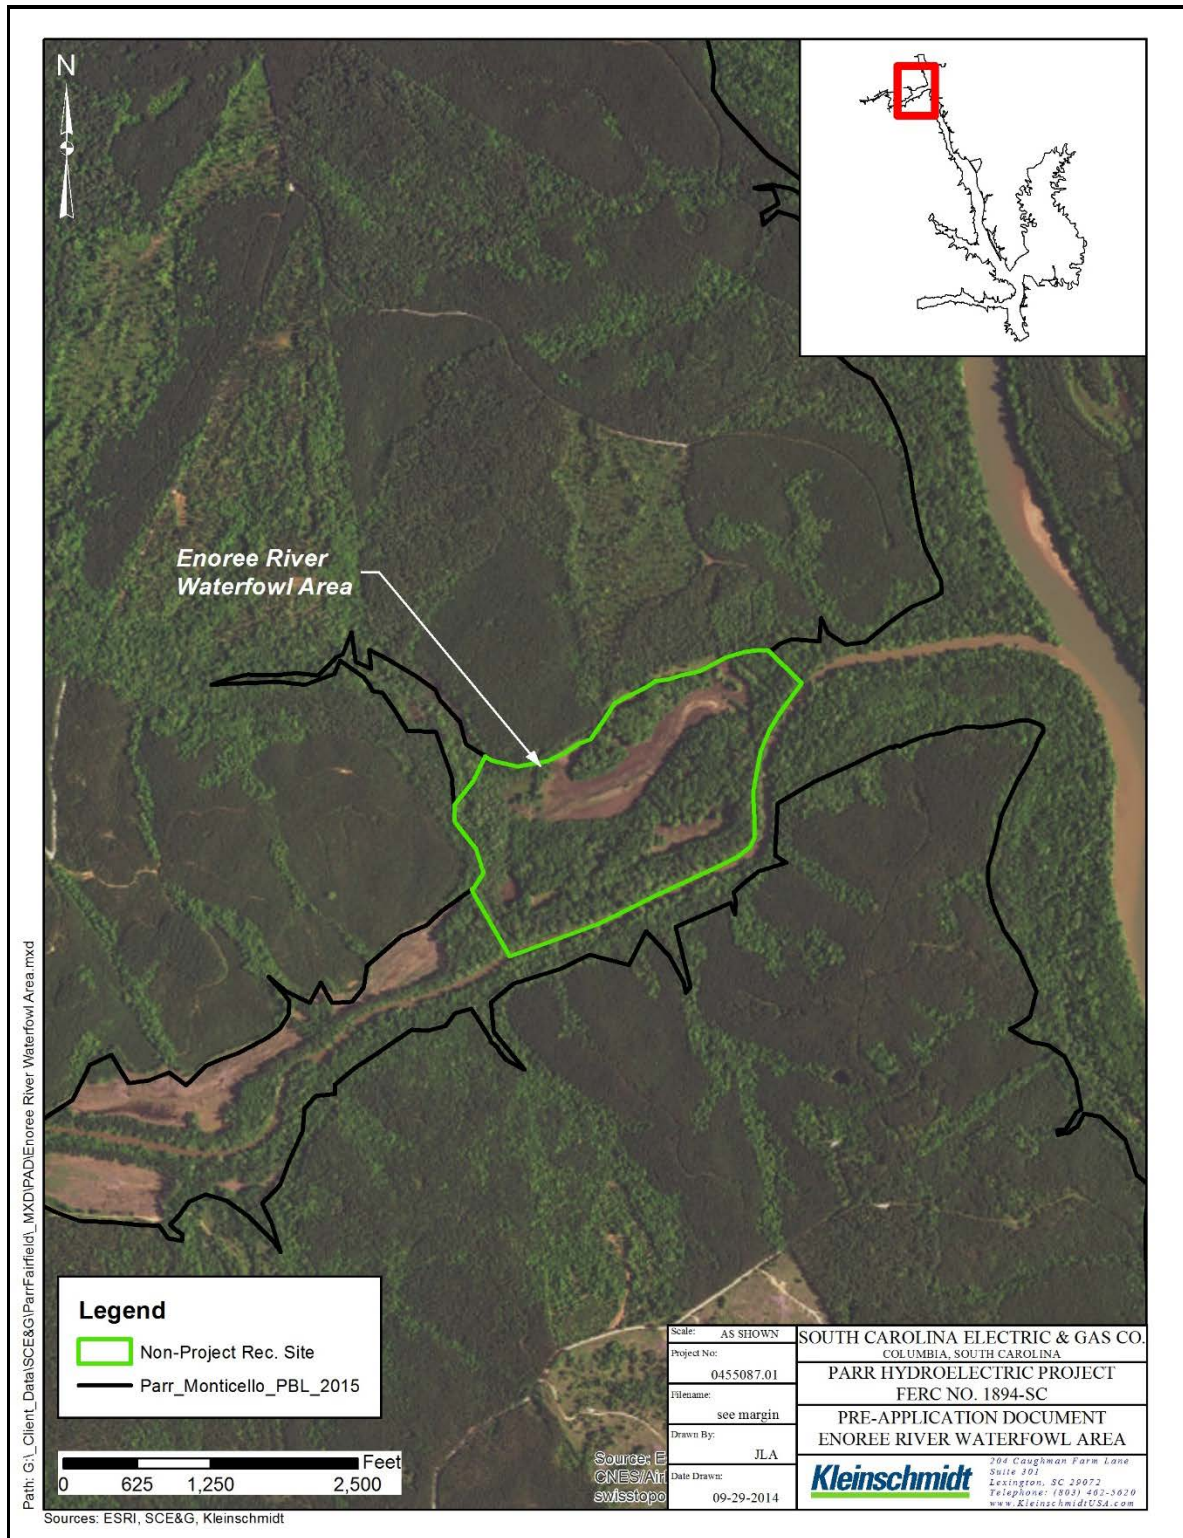 N
Enoree River
Waterfowl Area
Legend
Non-Project Rec. Site
Parr_Monticello_PBL_2015
Feet
0 625 1,250 2,500
Source: E
CNES/Air
swisstopo
Scale: AS SHOWN
Project No:
0455087.01
Filename:
see margin
Drawn By:
JLA
Date Drawn:
09-29-2014
SOUTH CAROLINA ELECTRIC & GAS CO.
COLUMBIA, SOUTH CAROLINA
PARR HYDROELECTRIC PROJECT
FERC NO. 1894-SC
PRE-APPLICATION DOCUMENT
ENOREE RIVER WATERFOWL AREA
Kleinschmidt
204 Caughman Farm Lane
Suite 301
Lexington, SC 29072
Telephone: (803) 462-5620
www.KleinschmidtUSA.com
Sources: ESRI, SCE&G, Kleinschmidt
Path: G:\_Client_Data\SCE&G\ParrFairfield\_MXD\PAD\Enoree River Waterfowl Area.mxd